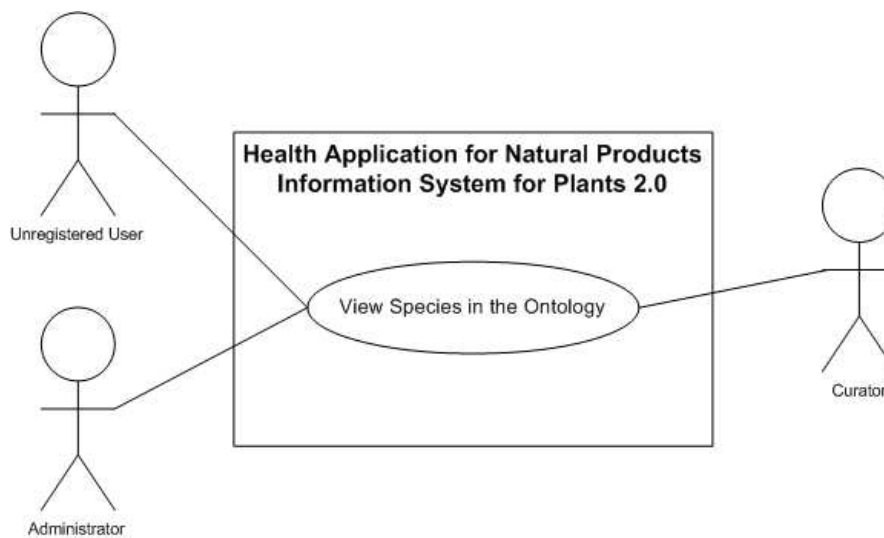 Health Application for Natural Products
Information System for Plants 2.0
Unregistered User
View Species in the Ontology
Curator
Administrator